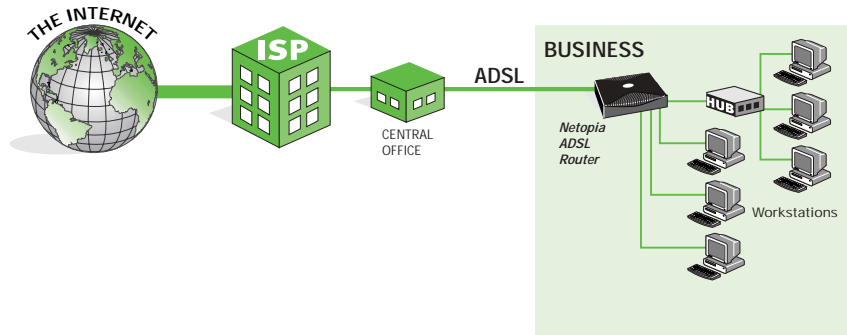 THE INTERNET
ISP
CENTRAL
OFFICE
ADSL
BUSINESS
Netopia
ADSL
Router
HUB
Workstations